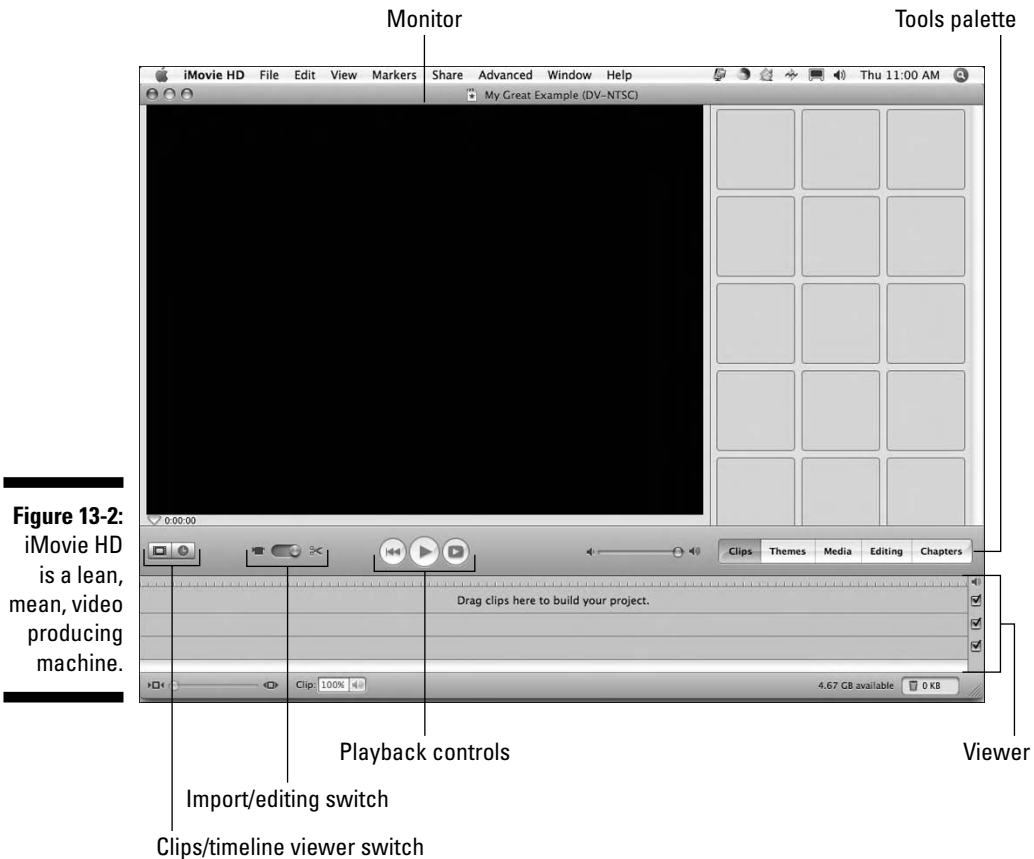 Monitor
Tools palette
iMovie HD File Edit View Markers Share Advanced Window Help Thu 11:00 AM
My Great Example (DV-NTSC)
0:00:00
Clips Themes Media Editing Chapters
Drag clips here to build your project.
Clip: 100% 4.67 GB available 0 KB
Figure 13-2:
iMovie HD
is a lean,
mean, video
producing
machine.
Playback controls
Viewer
Import/editing switch
Clips/timeline viewer switch